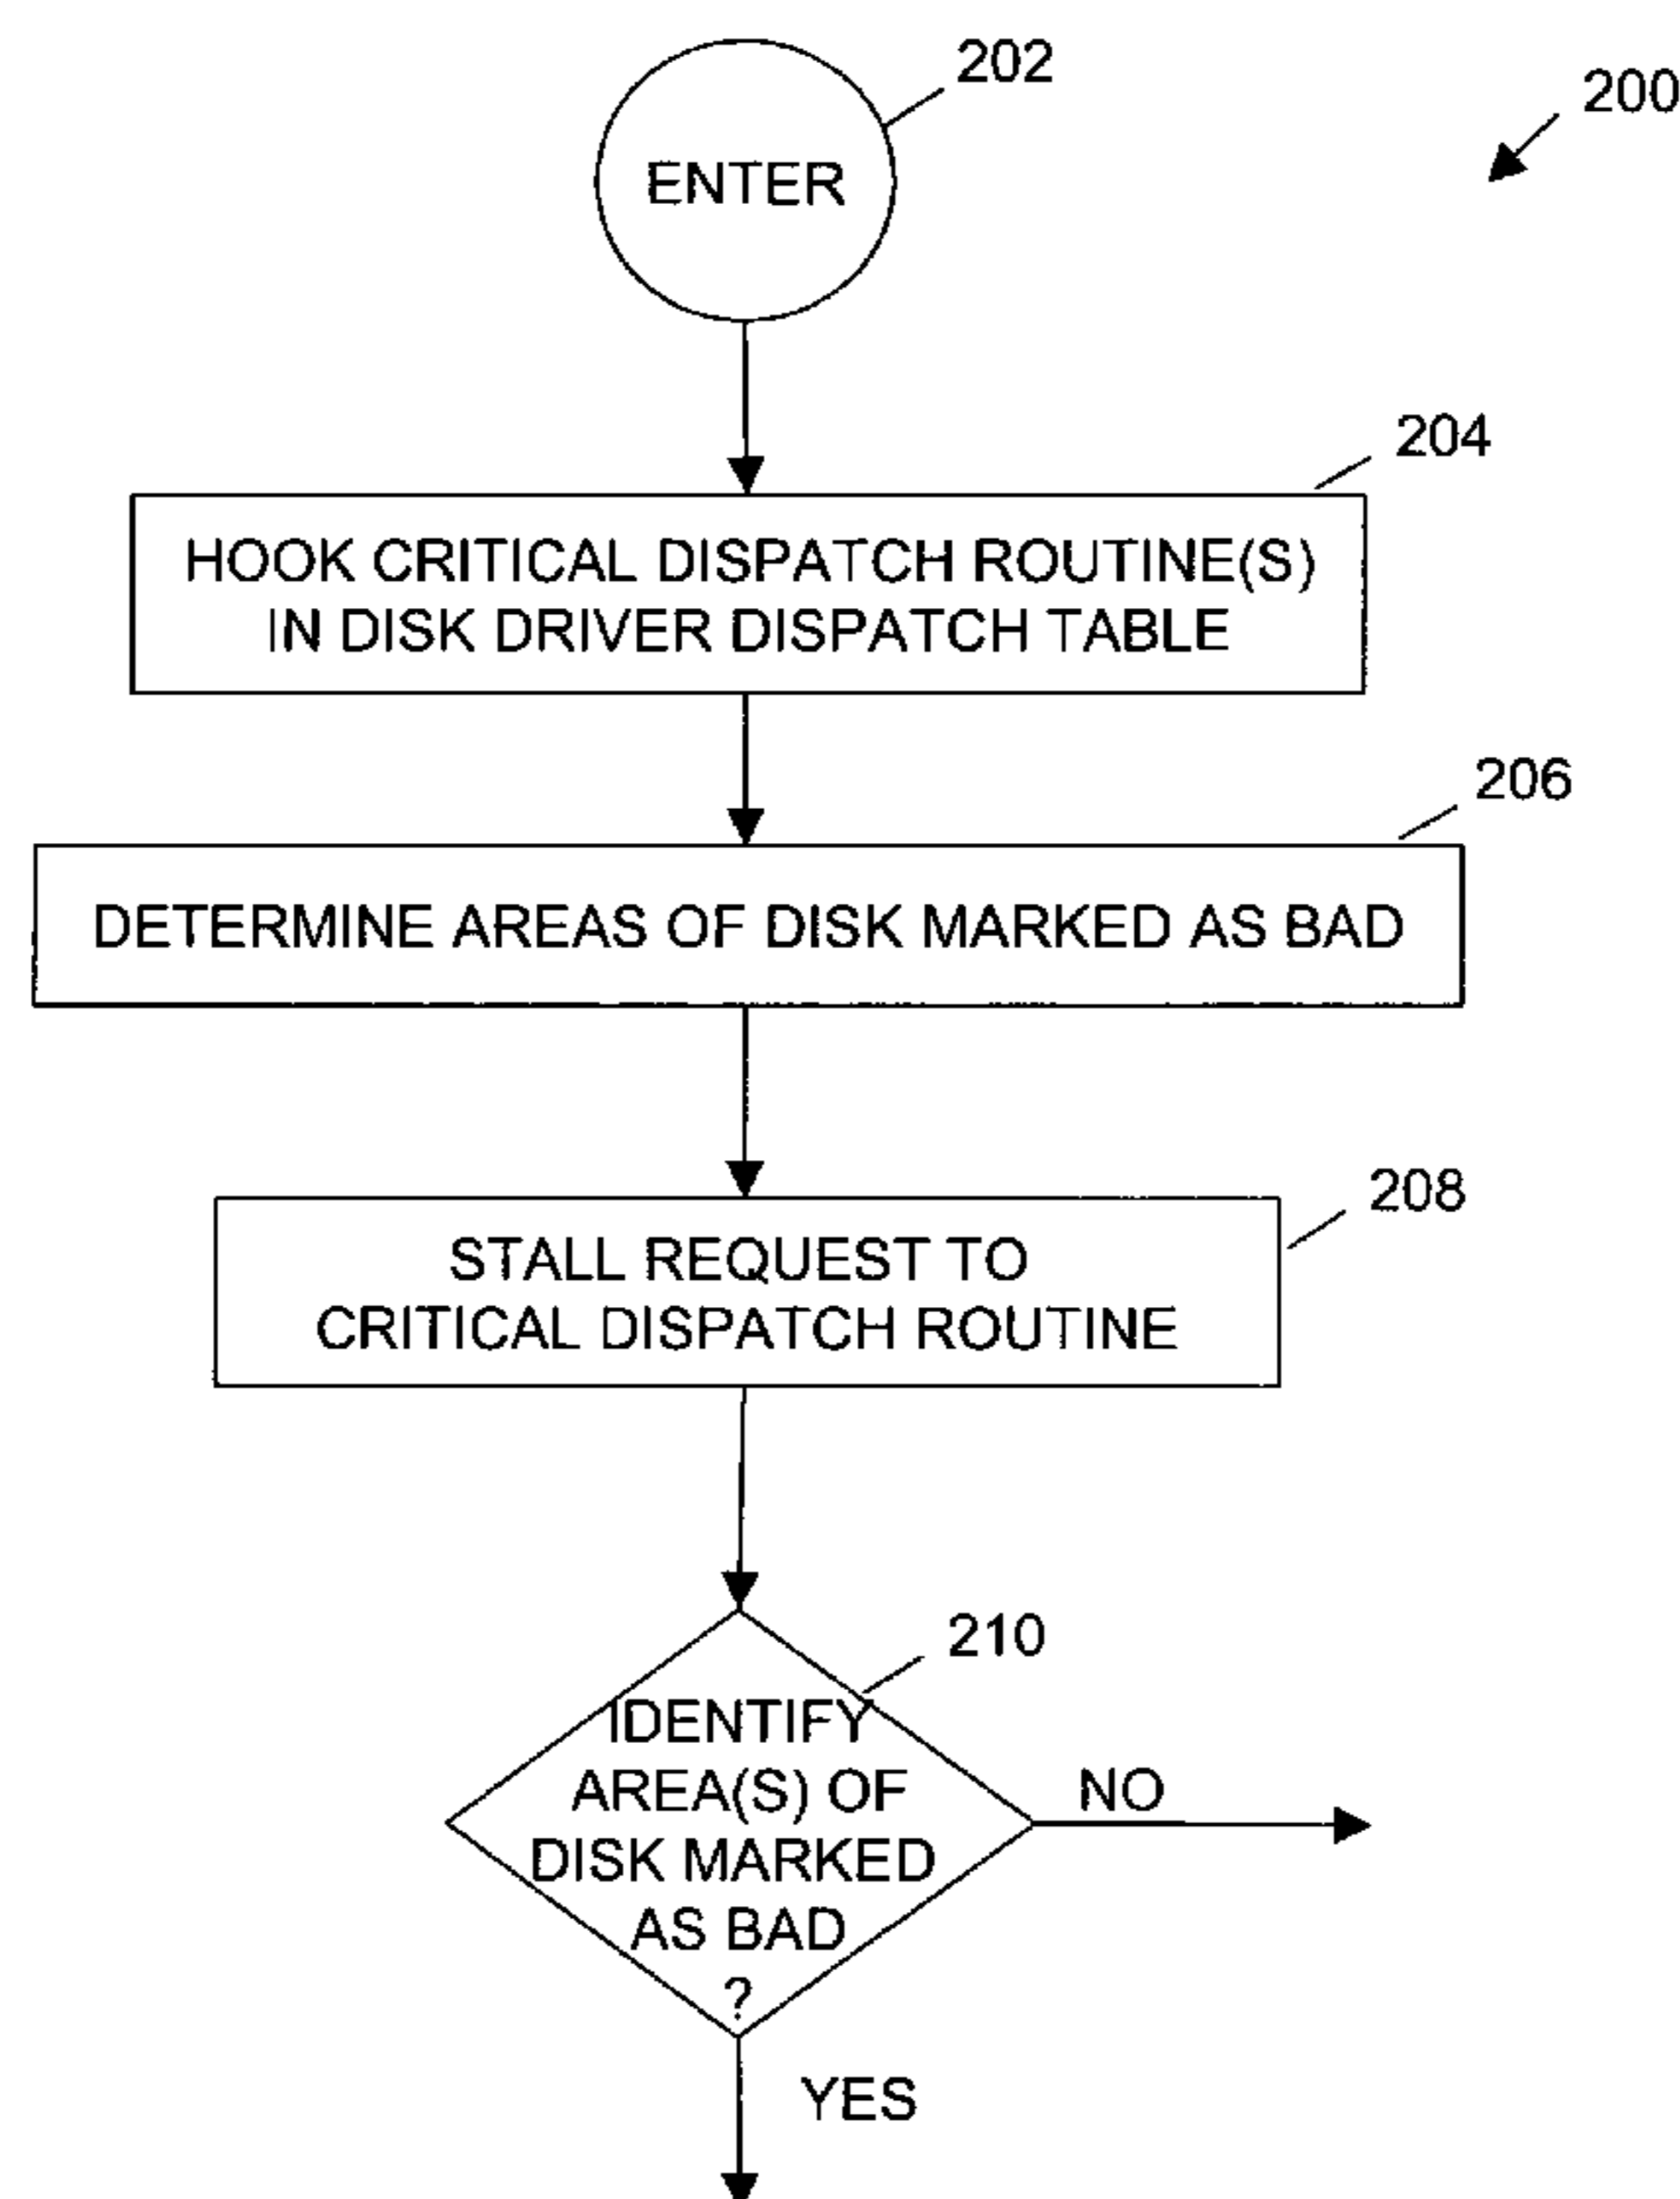 202
200
ENTER
204
HOOK CRITICAL DISPATCH ROUTINE(S)
IN DISK DRIVER DISPATCH TABLE
206
DETERMINE AREAS OF DISK MARKED AS BAD
208
STALL REQUEST TO
CRITICAL DISPATCH ROUTINE
210
IDENTIFY
AREA(S) OF
DISK MARKED
AS BAD
?
NO
YES